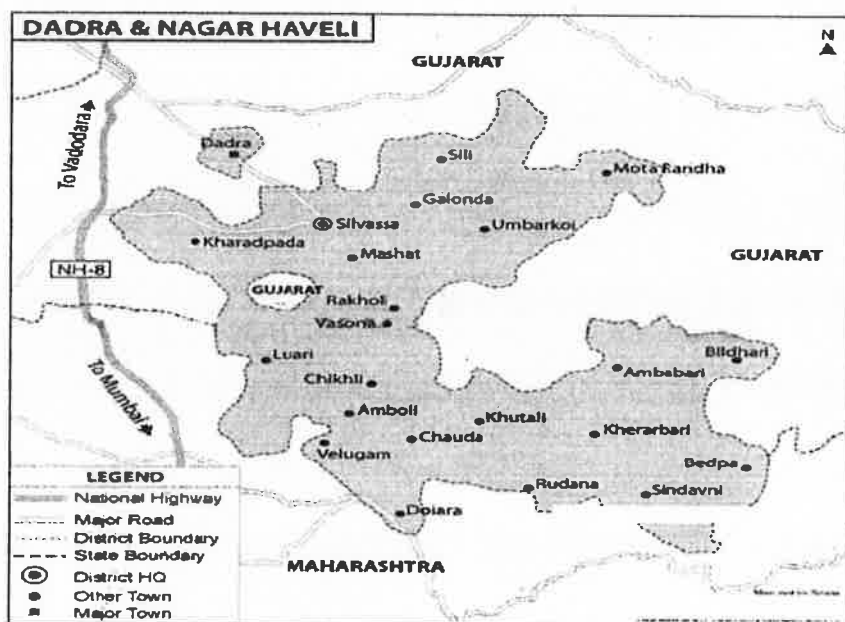 DADRA & NAGAR HAVELI
N
GUJARAT
To Vadodara
Dadra
Sili
Mota Randha
Galonda
Silvassa
Umbarkoi
Kharadpada
Mashat
GUJARAT
NH-8
GUJARAT
Rakholi
Vasona
Luari
Bildhari
Ambabari
Chikhli
To Mumbai
Amboli
Khutali
Chauda
Kherarbari
Velugam
Bedpa
LEGEND
Rudana
Sindavni
National Highway
Doiara
Major Road
District Boundary
State Boundary
MAHARASHTRA
District HQ
Other Town
Major Town